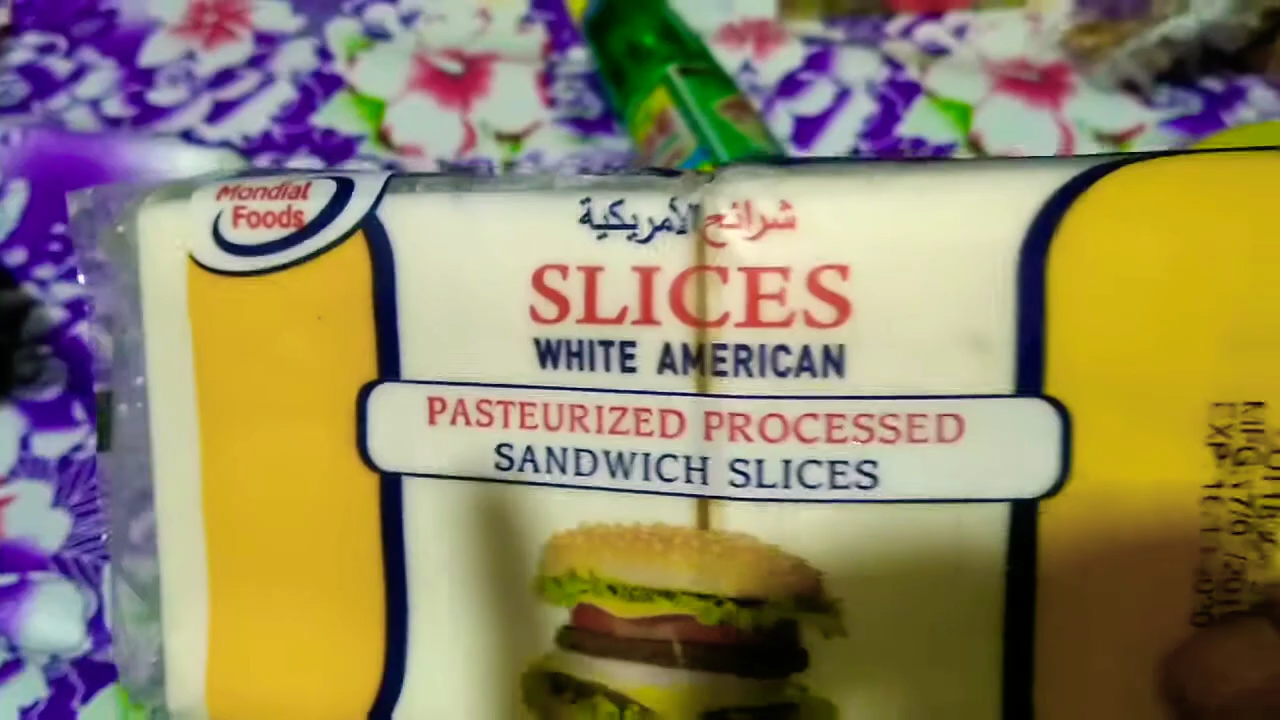 Mondial
Foods
شرائح الأمريكية
SLICES
WHITE AMERICAN
PASTEURIZED PROCESSED
SANDWICH SLICES